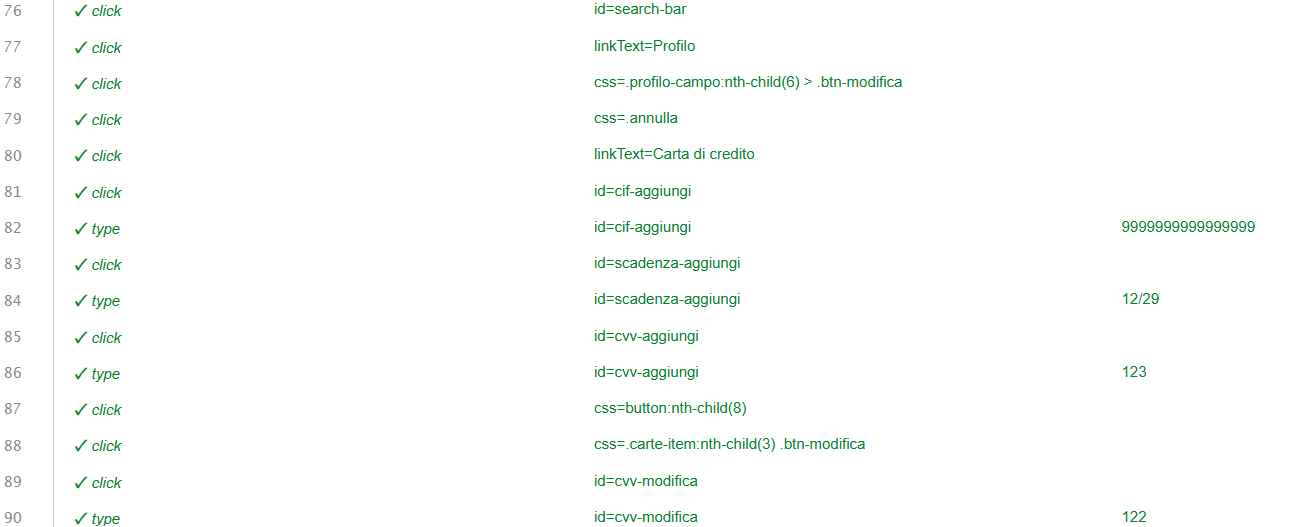 76 ✓ click id=search-bar
77 ✓ click linkText=Profilo
78 ✓ click css=.profilo-campo:nth-child(6) > .btn-modifica
79 ✓ click css=.annulla
80 ✓ click linkText=Carta di credito
81 ✓ click id=cif-aggiungi
82 ✓ type id=cif-aggiungi 9999999999999999
83 ✓ click id=scadenza-aggiungi
84 ✓ type id=scadenza-aggiungi 12/29
85 ✓ click id=cvv-aggiungi
86 ✓ type id=cvv-aggiungi 123
87 ✓ click css=button:nth-child(8)
88 ✓ click css=.carte-item:nth-child(3) .btn-modifica
89 ✓ click id=cvv-modifica
90 ✓ type id=cvv-modifica 122